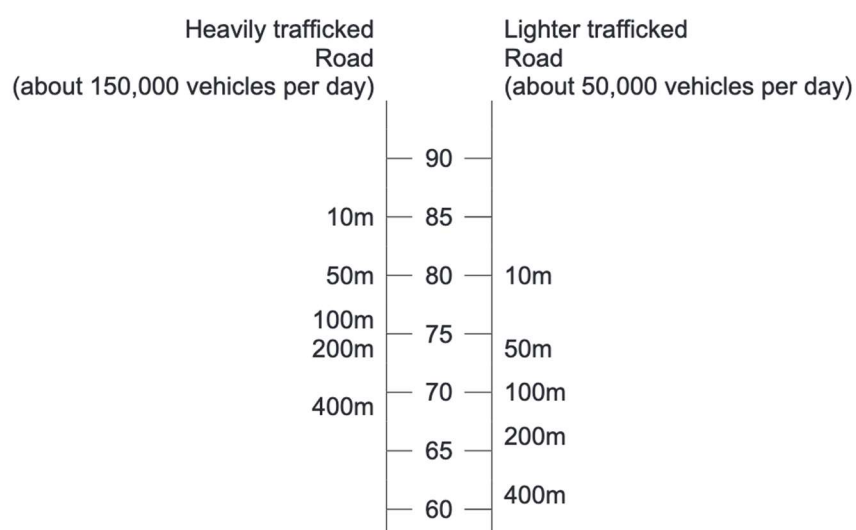 Heavily trafficked
Road
(about 150,000 vehicles per day)
Lighter trafficked
Road
(about 50,000 vehicles per day)
90
10m 85
50m 80 10m
100m
75
200m 50m
70 100m
400m
200m
65
400m
60